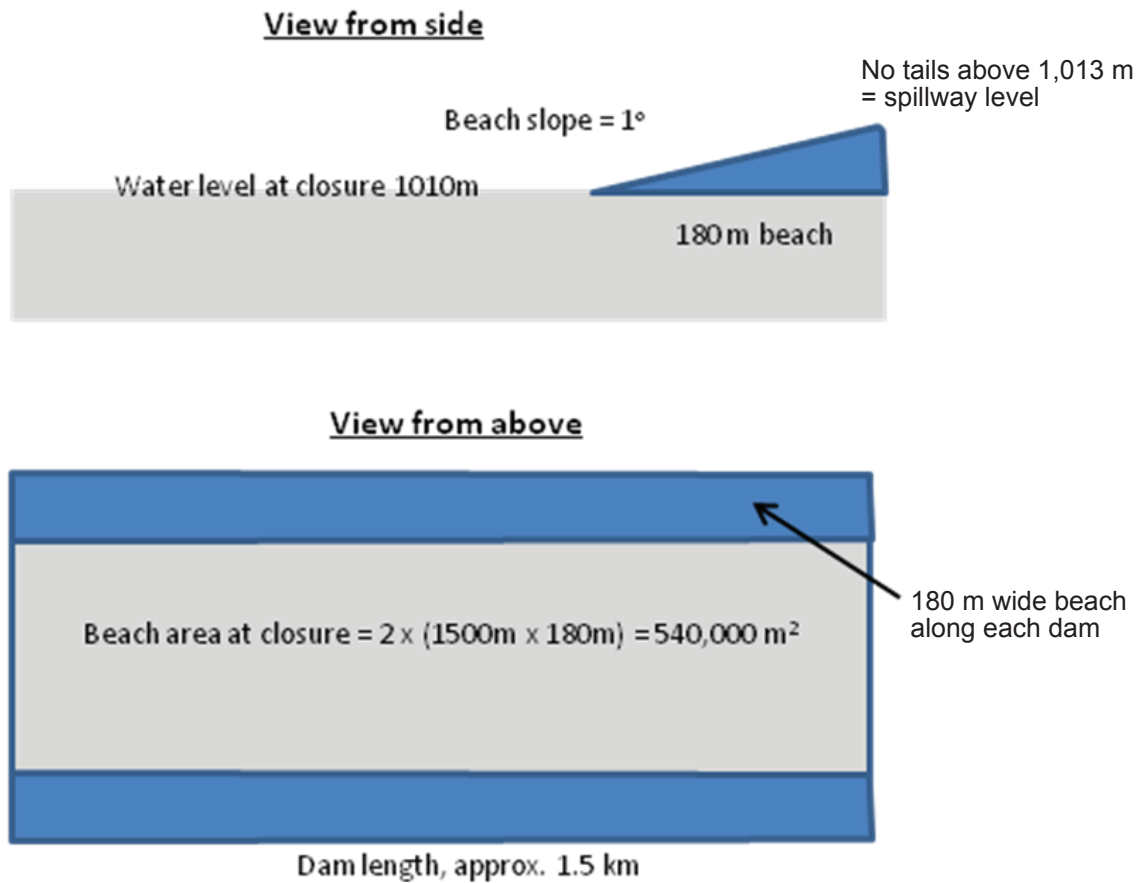 View from side
No tails above 1,013 m
= spillway level
Beach slope = 1°
Water level at closure 1010m
180 m beach
View from above
Beach area at closure = 2 x (1500m x 180m) = 540,000 m²
180 m wide beach
along each dam
Dam length, approx. 1.5 km